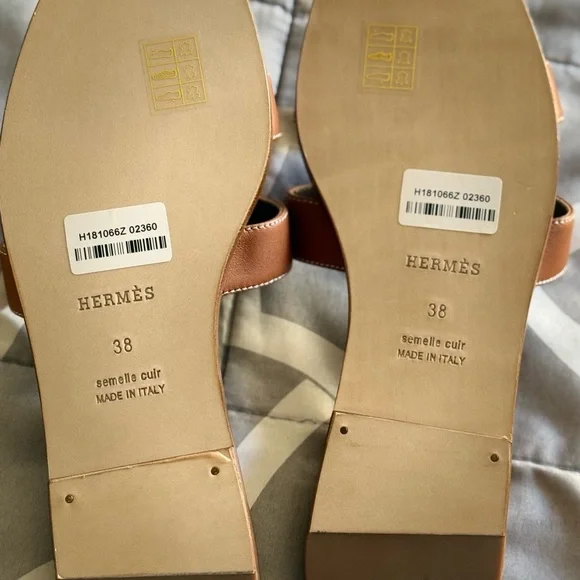 H181066Z 02360
HERMÈS
38
semelle cuir
MADE IN ITALY
H181066Z 02360
HERMÈS
38
semelle cuir
MADE IN ITALY